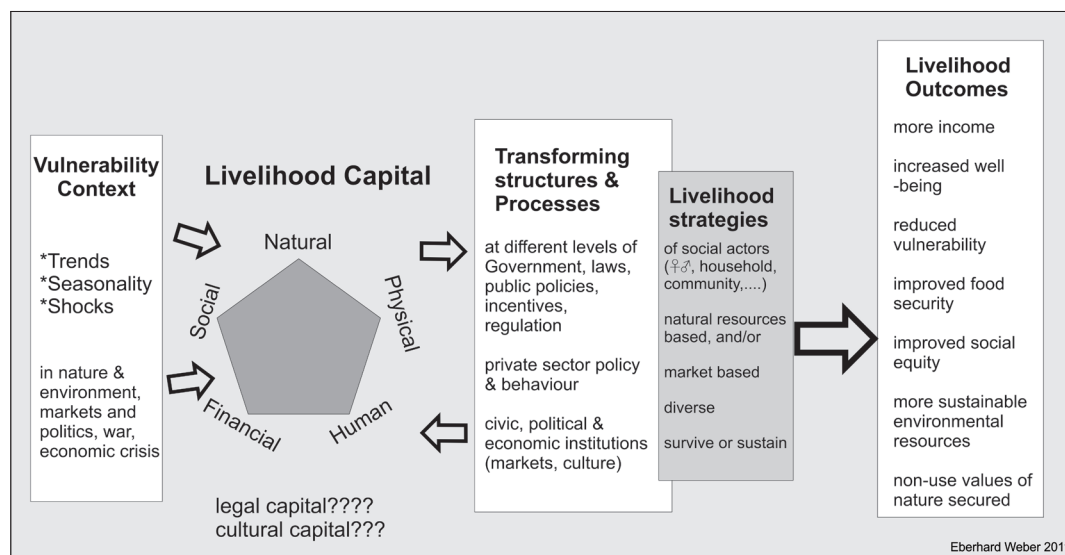 Vulnerability
Context
*Trends
*Seasonality
*Shocks
in nature &
environment,
markets and
politics, war,
economic crisis
Livelihood Capital
Natural
Physical
Human
Financial
Social
legal capital????
cultural capital???
Transforming
structures &
Processes
at different levels of
Government, laws,
public policies,
incentives,
regulation
private sector policy
& behaviour
civic, political &
economic institutions
(markets, culture)
Livelihood
strategies
of social actors
(♀♂, household,
community,....)
natural resources
based, and/or
market based
diverse
survive or sustain
Livelihood
Outcomes
more income
increased well
-being
reduced
vulnerability
improved food
security
improved social
equity
more sustainable
environmental
resources
non-use values of
nature secured
Eberhard Weber 201